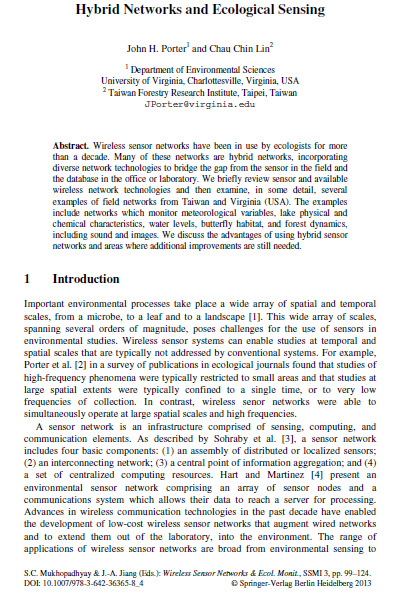 Hybrid Networks and Ecological Sensing
John H. Porter1 and Chau Chin Lin2
1 Department of Environmental Sciences
University of Virginia, Charlottesville, Virginia, USA
2 Taiwan Forestry Research Institute, Taipei, Taiwan
JPorter@virginia.edu
Abstract. Wireless sensor networks have been in use by ecologists for more
than a decade. Many of these networks are hybrid networks, incorporating
diverse network technologies to bridge the gap from the sensor in the field and
the database in the office or laboratory. We briefly review sensor and available
wireless network technologies and then examine, in some detail, several
examples of field networks from Taiwan and Virginia (USA). The examples
include networks which monitor meteorological variables, lake physical and
chemical characteristics, water levels, butterfly habitat, and forest dynamics,
including sound and images. We discuss the advantages of using hybrid sensor
networks and areas where additional improvements are still needed.
1 Introduction
Important environmental processes take place a wide array of spatial and temporal
scales, from a microbe, to a leaf and to a landscape [1]. This wide array of scales,
spanning several orders of magnitude, poses challenges for the use of sensors in
environmental studies. Wireless sensor systems can enable studies at temporal and
spatial scales that are typically not addressed by conventional systems. For example,
Porter et al. [2] in a survey of publications in ecological journals found that studies of
high-frequency phenomena were typically restricted to small areas and that studies at
large spatial extents were typically confined to a single time, or to very low
frequencies of collection. In contrast, wireless senor networks were able to
simultaneously operate at large spatial scales and high frequencies.
A sensor network is an infrastructure comprised of sensing, computing, and
communication elements. As described by Sohraby et al. [3], a sensor network
includes four basic components: (1) an assembly of distributed or localized sensors;
(2) an interconnecting network; (3) a central point of information aggregation; and (4)
a set of centralized computing resources. Hart and Martinez [4] present an
environmental sensor network comprising an array of sensor nodes and a
communications system which allows their data to reach a server for processing.
Advances in wireless communication technologies in the past decade have enabled
the development of low-cost wireless sensor networks that augment wired networks
and to extend them out of the laboratory, into the environment. The range of
applications of wireless sensor networks are broad from environmental sensing to
S.C. Mukhopadhyay & J.-A. Jiang (Eds.): Wireless Sensor Networks & Ecol. Monit., SSMI 3, pp. 99–124.
DOI: 10.1007/978-3-642-36365-8_4 © Springer-Verlag Berlin Heidelberg 2013